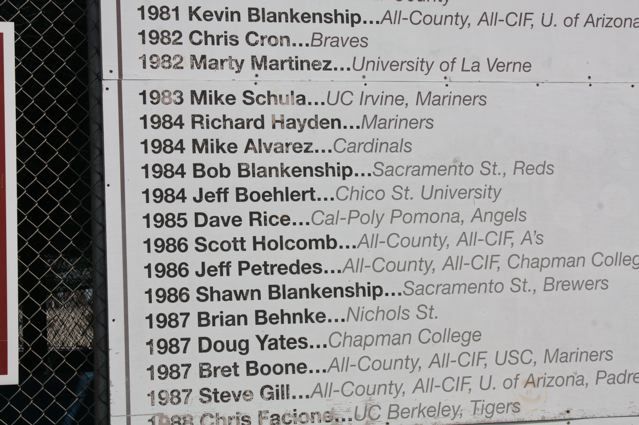 1981 Kevin Blankenship...All-County, All-CIF, U. of Arizona
1982 Chris Cron...Braves
1982 Marty Martinez...University of La Verne
1983 Mike Schula...UC Irvine, Mariners
1984 Richard Hayden...Mariners
1984 Mike Alvarez...Cardinals
1984 Bob Blankenship...Sacramento St., Reds
1984 Jeff Boehlert...Chico St. University
1985 Dave Rice...Cal-Poly Pomona, Angels
1986 Scott Holcomb...All-County, All-CIF, A's
1986 Jeff Petredes...All-County, All-CIF, Chapman Colleg
1986 Shawn Blankenship...Sacramento St., Brewers
1987 Brian Behnke...Nichols St.
1987 Doug Yates...Chapman College
1987 Bret Boone...All-County, All-CIF, USC, Mariners
1987 Steve Gill...All-County, All-CIF, U. of Arizona, Padre
1988 Chris Facione...UC Berkeley, Tigers